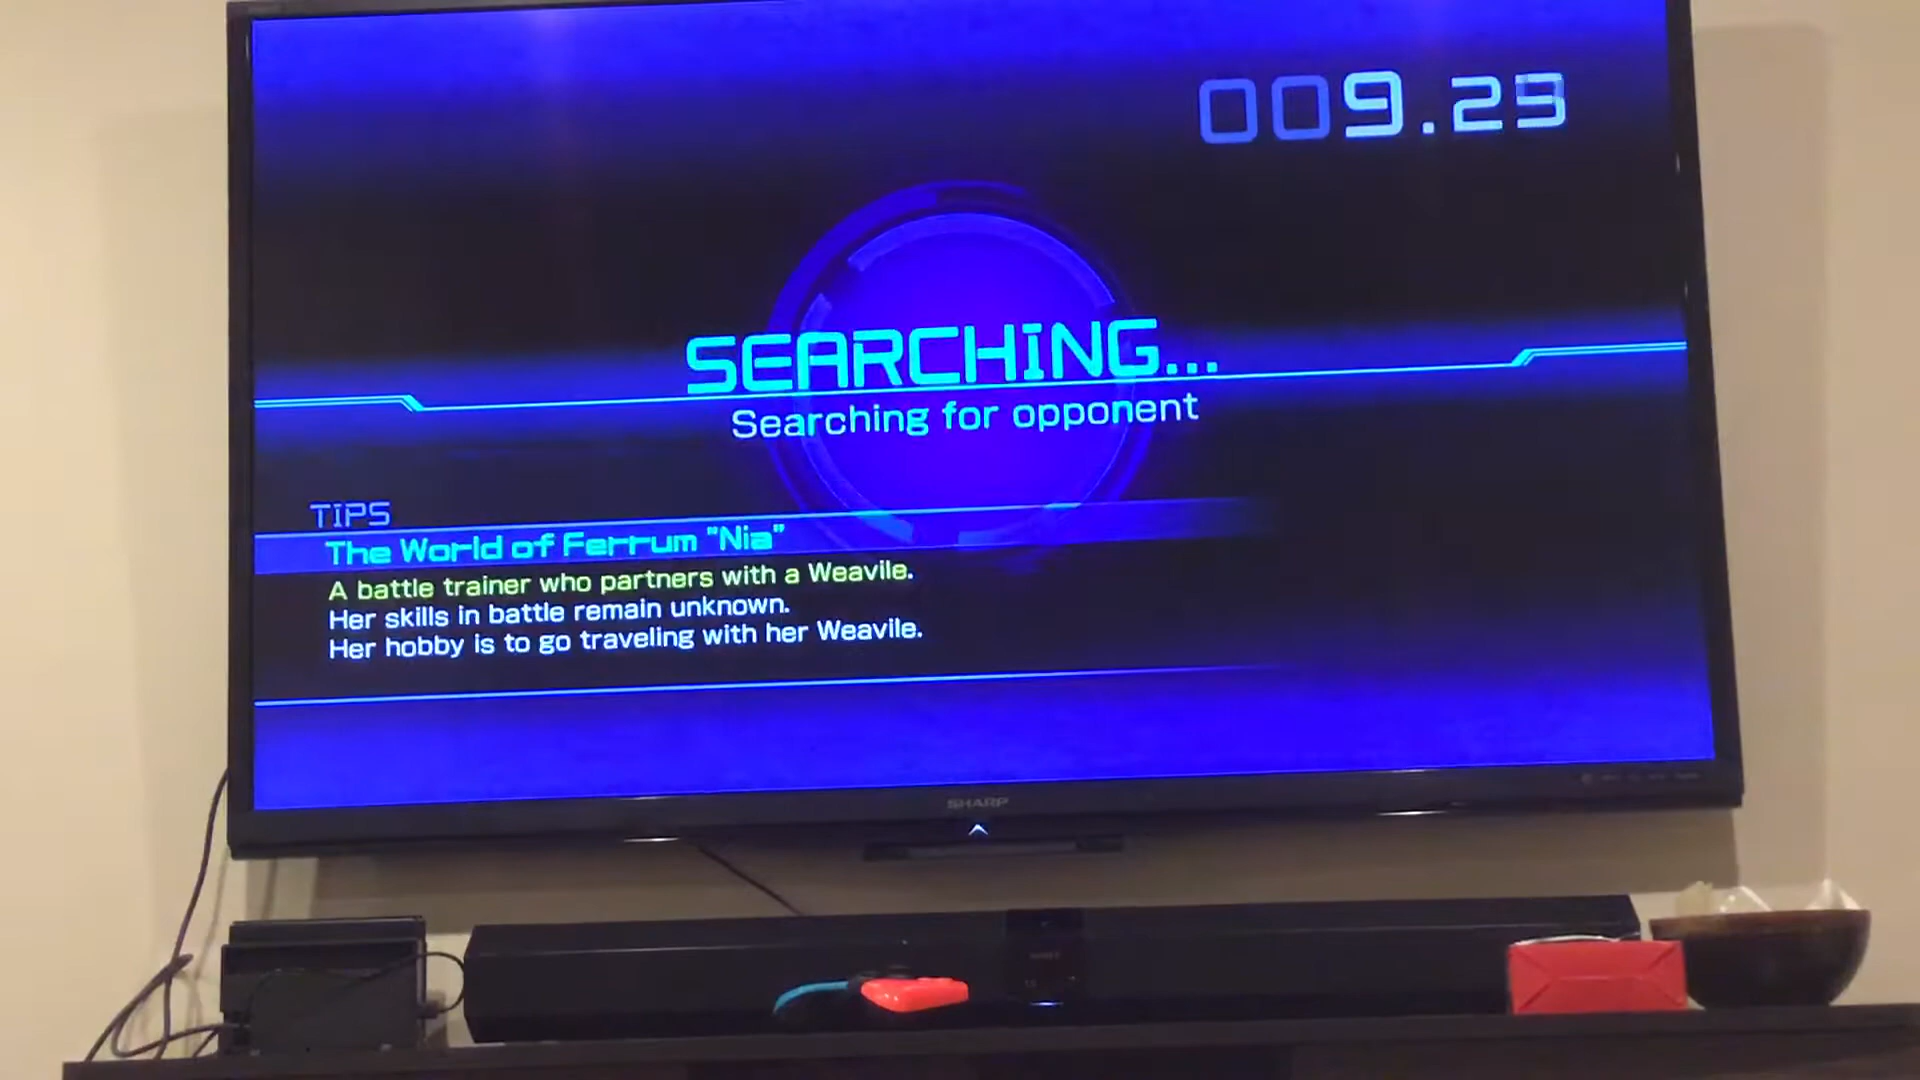 009.23
SEARCHING...
Searching for opponent
TIPS
The World of Ferrum "Nia"
A battle trainer who partners with a Weavile.
Her skills in battle remain unknown.
Her hobby is to go traveling with her Weavile.
SHARP